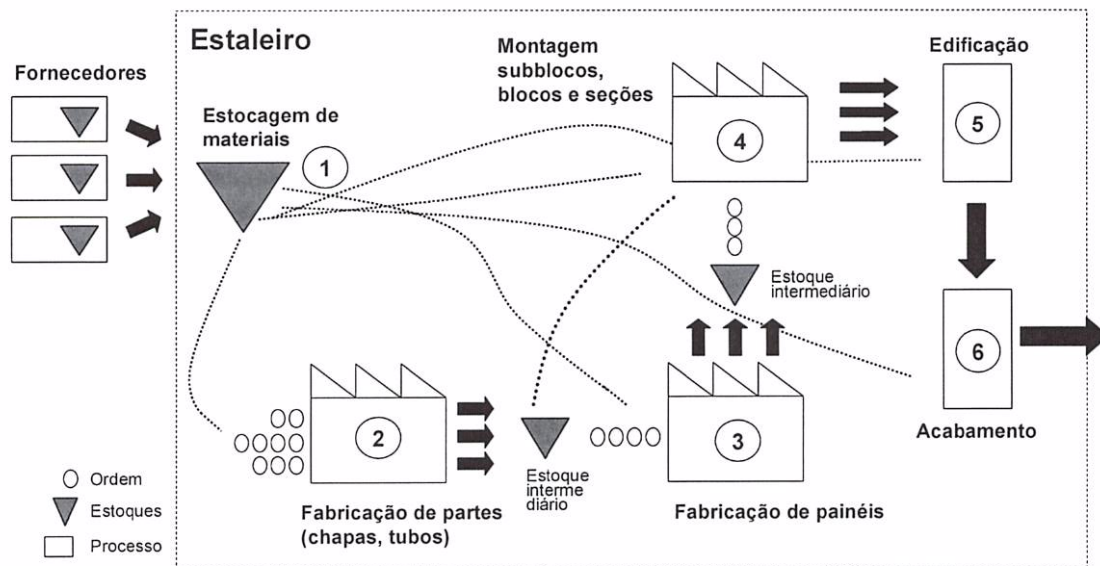 Estaleiro
Fornecedores
Estocagem de
materiais
1
Montagem
subblocos,
blocos e seções
4
Edificação
5
Estoque
intermediário
6
Acabamento
2
Fabricação de partes
(chapas, tubos)
Estoque
interme
diário
3
Fabricação de painéis
Ordem
Estoques
Processo